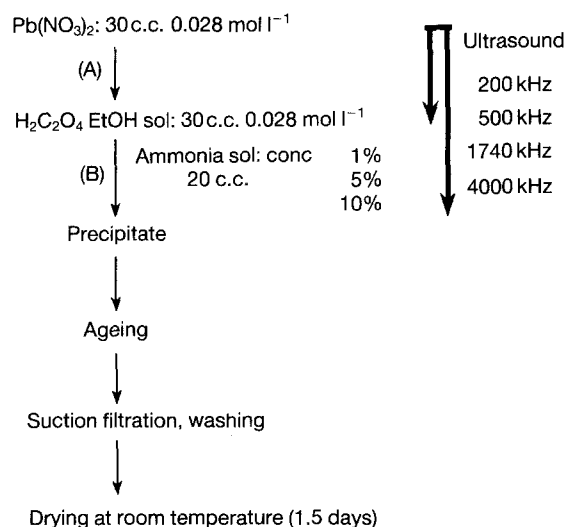 Pb(NO₃)₂: 30 c.c. 0.028 mol l⁻¹
(A)
H₂C₂O₄ EtOH sol: 30 c.c. 0.028 mol l⁻¹
Ammonia sol: conc 1%
(B) 20 c.c. 5%
10%
Precipitate
Ageing
Suction filtration, washing
Drying at room temperature (1.5 days)
Ultrasound
200 kHz
500 kHz
1740 kHz
4000 kHz